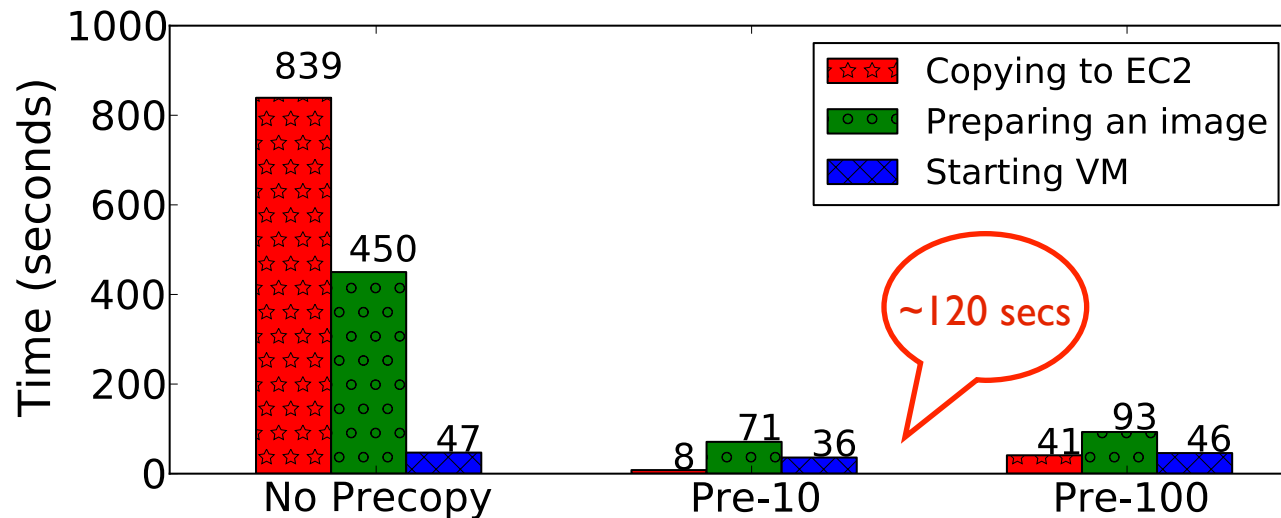 1000
800
600
400
200
0
Time (seconds)
839
450
47
8
71
36
41
93
46
Copying to EC2
Preparing an image
Starting VM
~120 secs
No Precopy
Pre-10
Pre-100